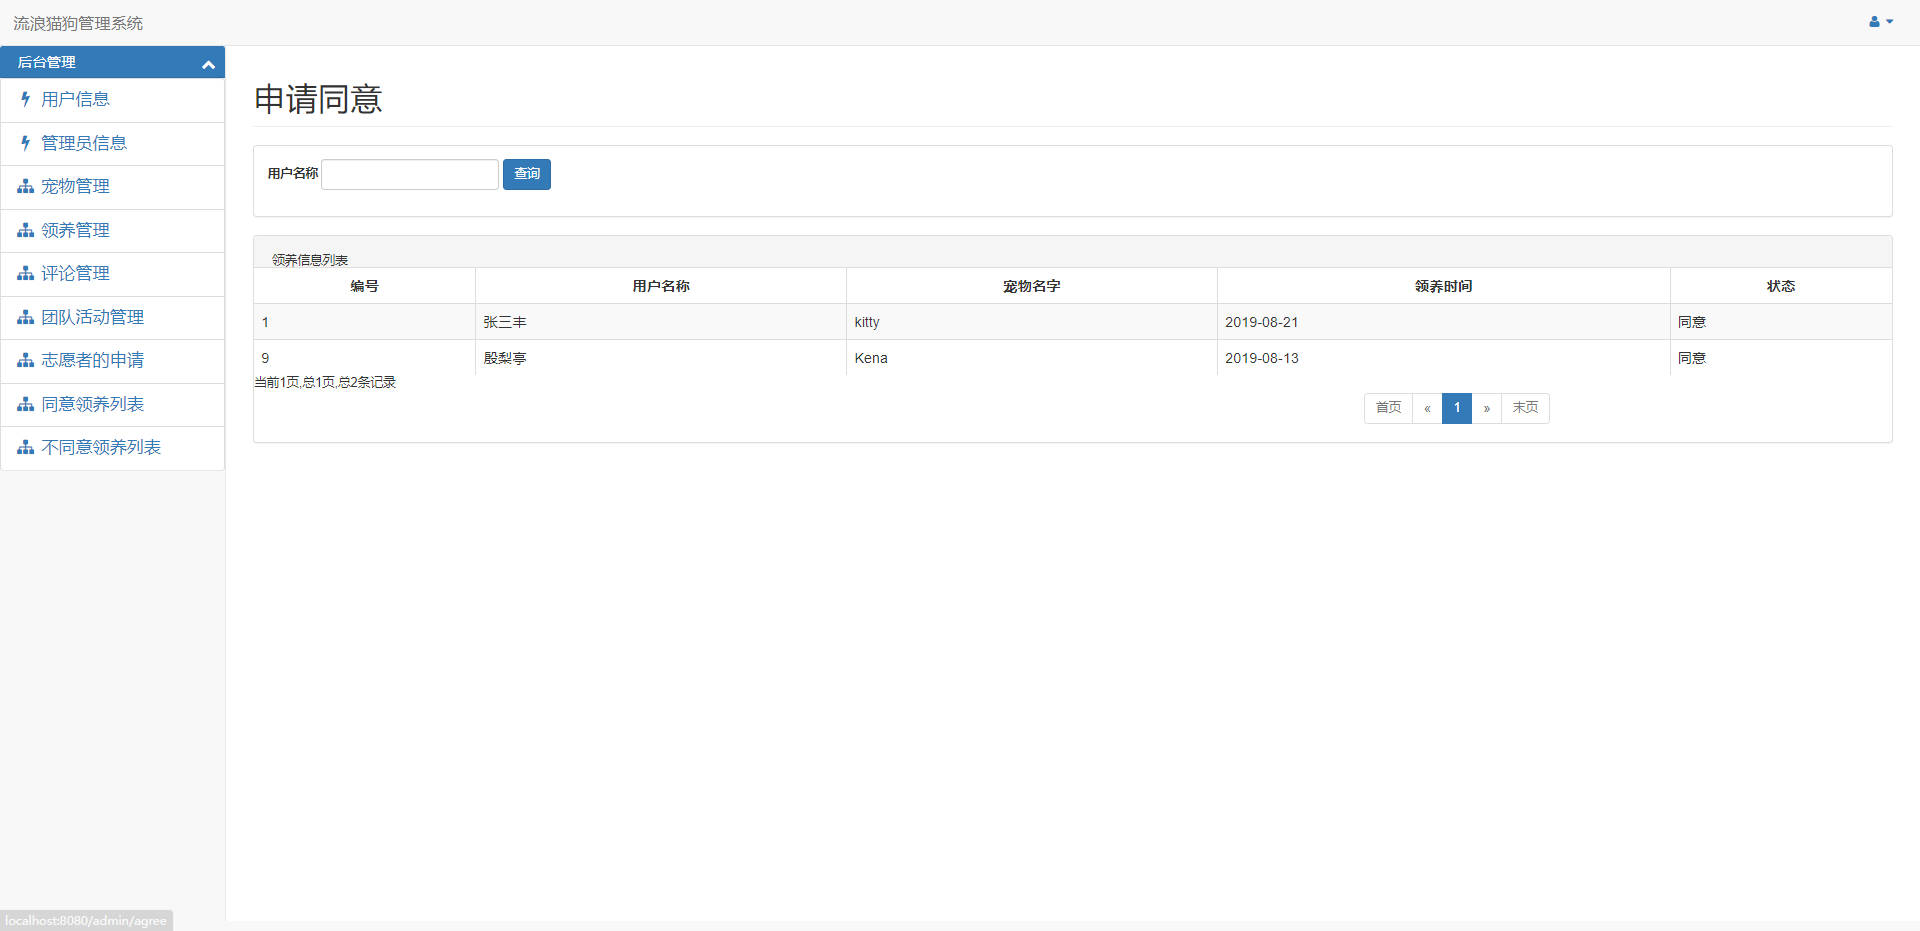 流浪猫狗管理系统
后台管理
用户信息
管理员信息
宠物管理
领养管理
评论管理
团队活动管理
志愿者的申请
同意领养列表
不同意领养列表
申请同意
用户名称 查询
领养信息列表
编号 用户名称 宠物名字 领养时间 状态
1 张三丰 kitty 2019-08-21 同意
9 殷梨亭 Kena 2019-08-13 同意
当前1页,总1页,总2条记录
首页 « 1 » 末页
localhost:8080/admin/agree